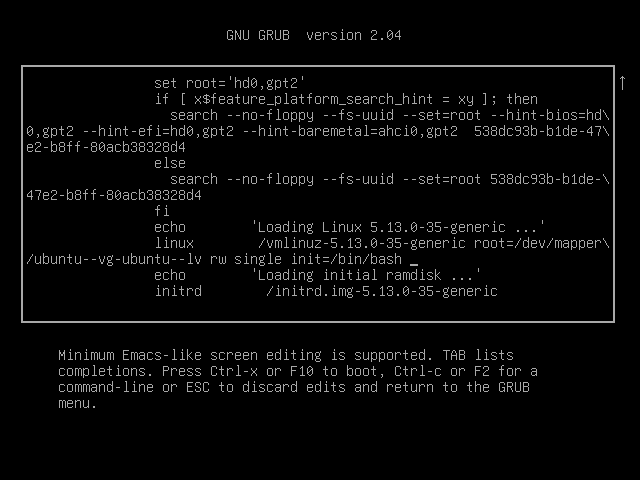 GNU GRUB  version 2.04
set root='hd0,gpt2'
if [ x$feature_platform_search_hint = xy ]; then
search --no-floppy --fs-uuid --set=root --hint-bios=hd\
0,gpt2 --hint-efi=hd0,gpt2 --hint-baremetal=ahci0,gpt2  538dc93b-b1de-47\
e2-b8ff-80acb38328d4
else
search --no-floppy --fs-uuid --set=root 538dc93b-b1de-\
47e2-b8ff-80acb38328d4
fi
echo        'Loading Linux 5.13.0-35-generic ...'
linux        /vmlinuz-5.13.0-35-generic root=/dev/mapper\
/ubuntu--vg-ubuntu--lv rw single init=/bin/bash _
echo        'Loading initial ramdisk ...'
initrd        /initrd.img-5.13.0-35-generic
Minimum Emacs-like screen editing is supported. TAB lists
completions. Press Ctrl-x or F10 to boot, Ctrl-c or F2 for a
command-line or ESC to discard edits and return to the GRUB
menu.